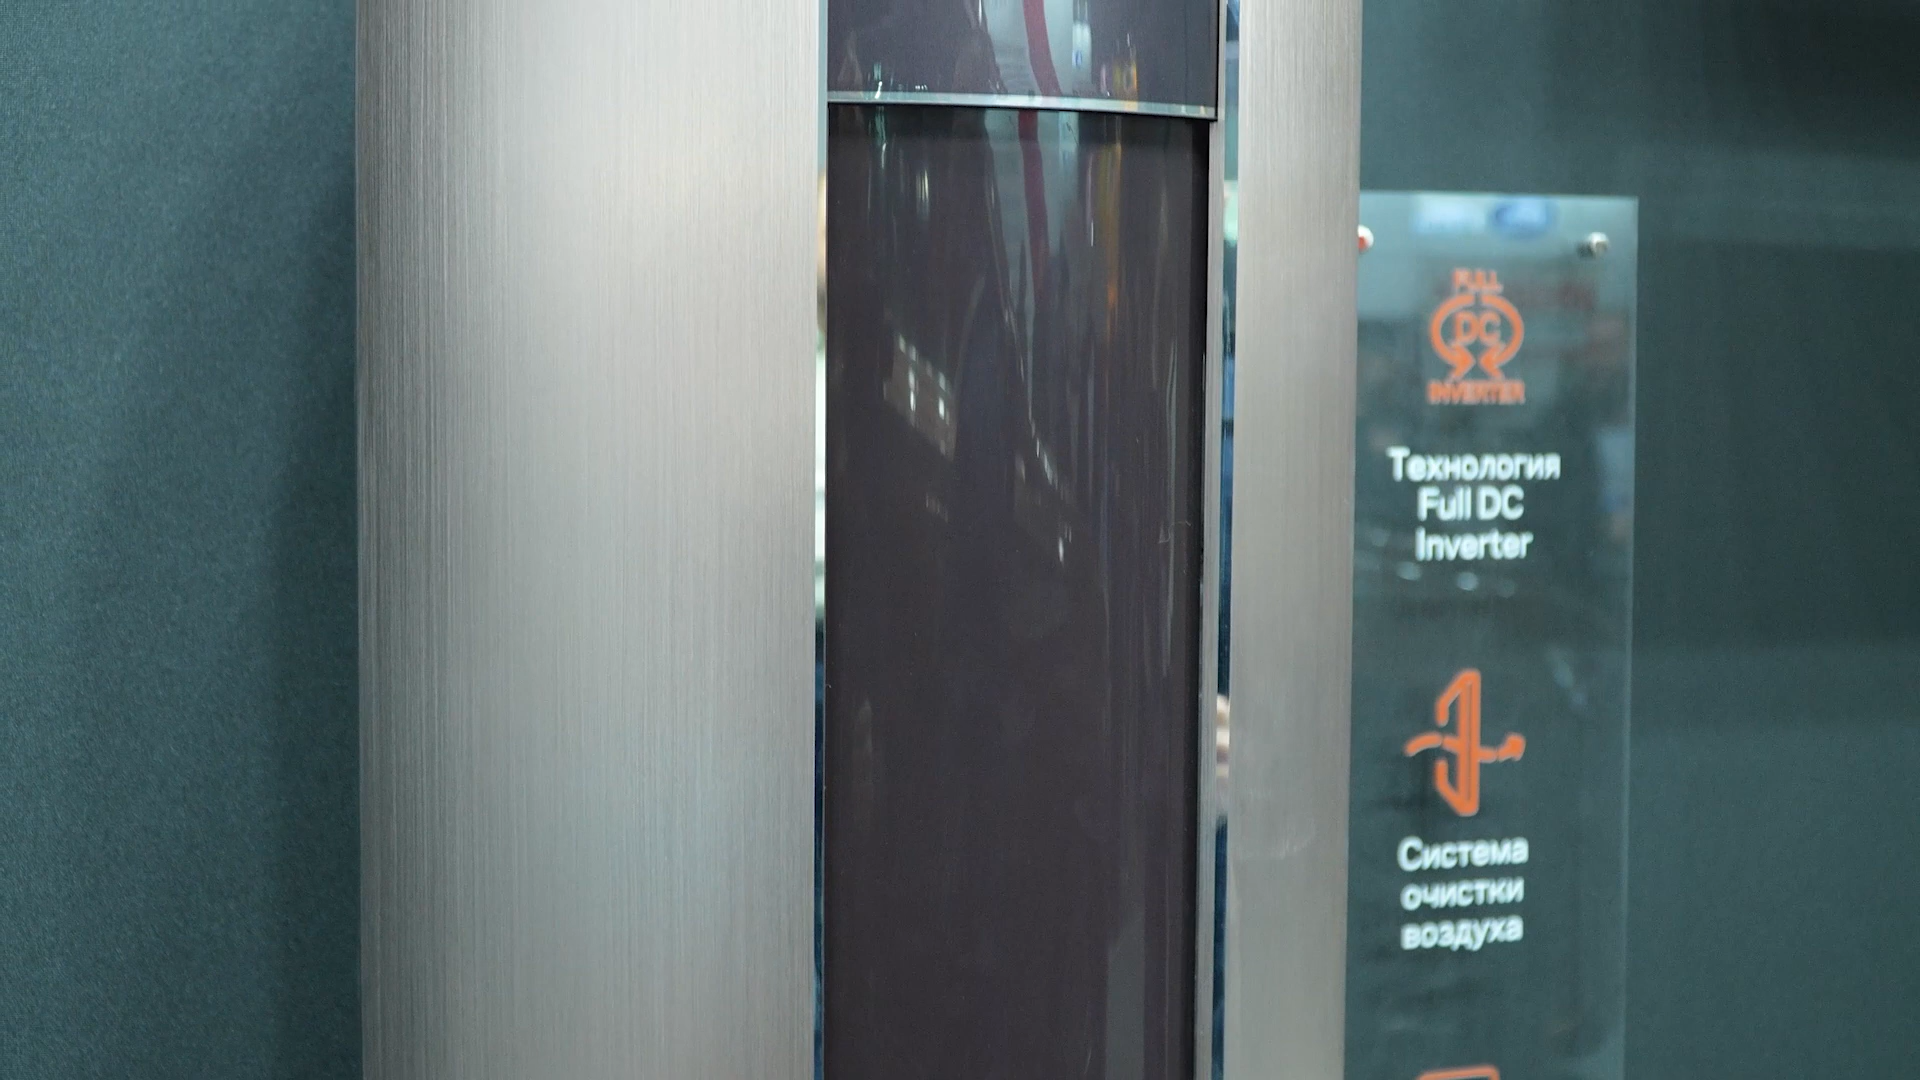 FULL
DC
INVERTER
Технология
Full DC
Inverter
Система
очистки
воздуха